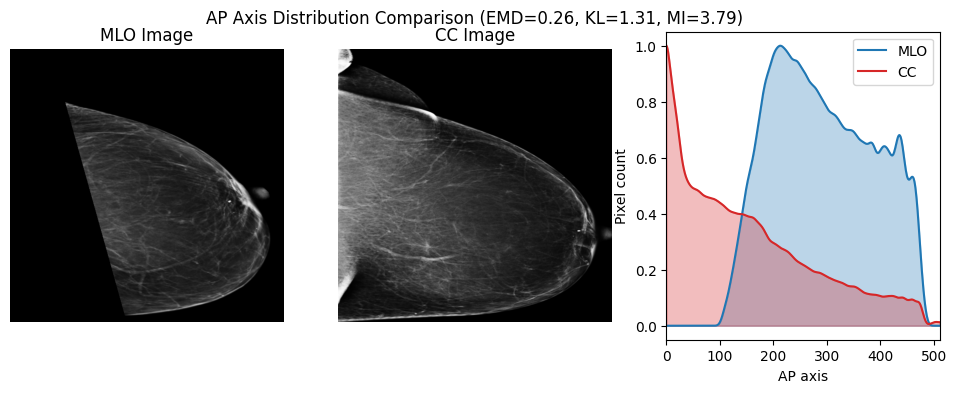 AP Axis Distribution Comparison (EMD=0.26, KL=1.31, MI=3.79)
MLO Image
CC Image
MLO
CC
Pixel count
1.0
0.8
0.6
0.4
0.2
0.0
0 100 200 300 400 500
AP axis